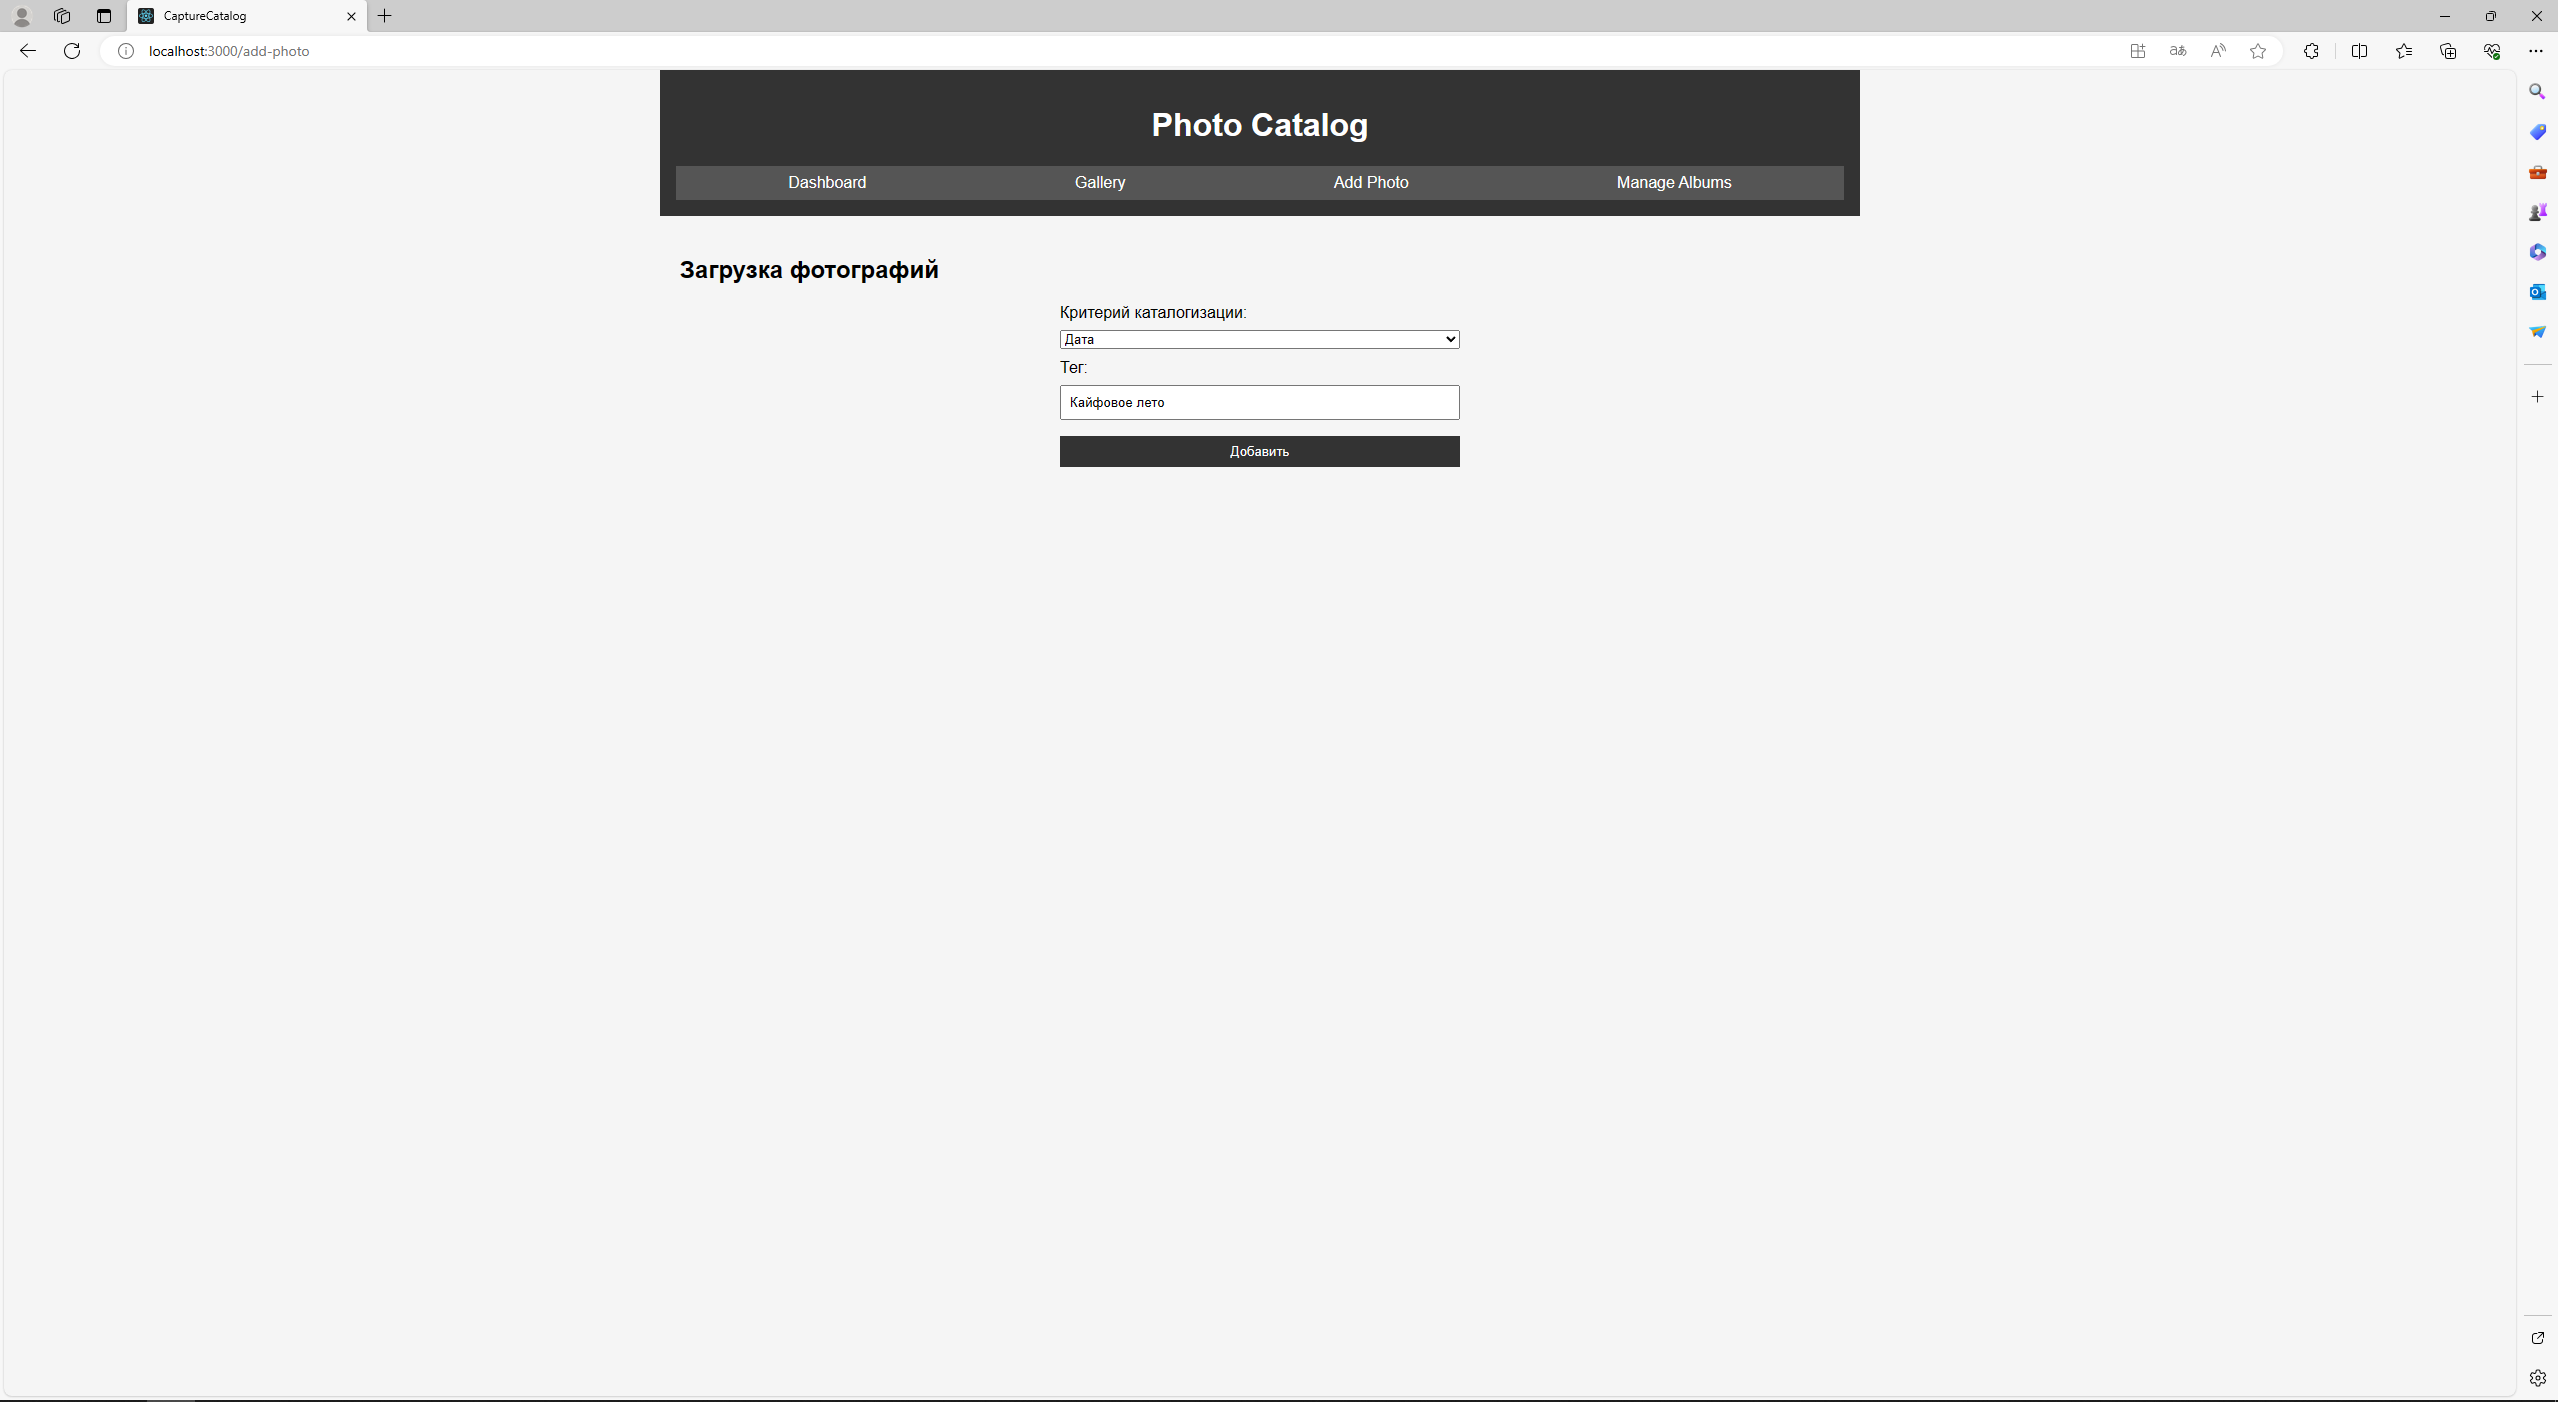 CaptureCatalog
localhost:3000/add-photo
Photo Catalog
Dashboard Gallery Add Photo Manage Albums
Загрузка фотографий
Критерий каталогизации:
Дата
Тег:
Кайфовое лето
Добавить